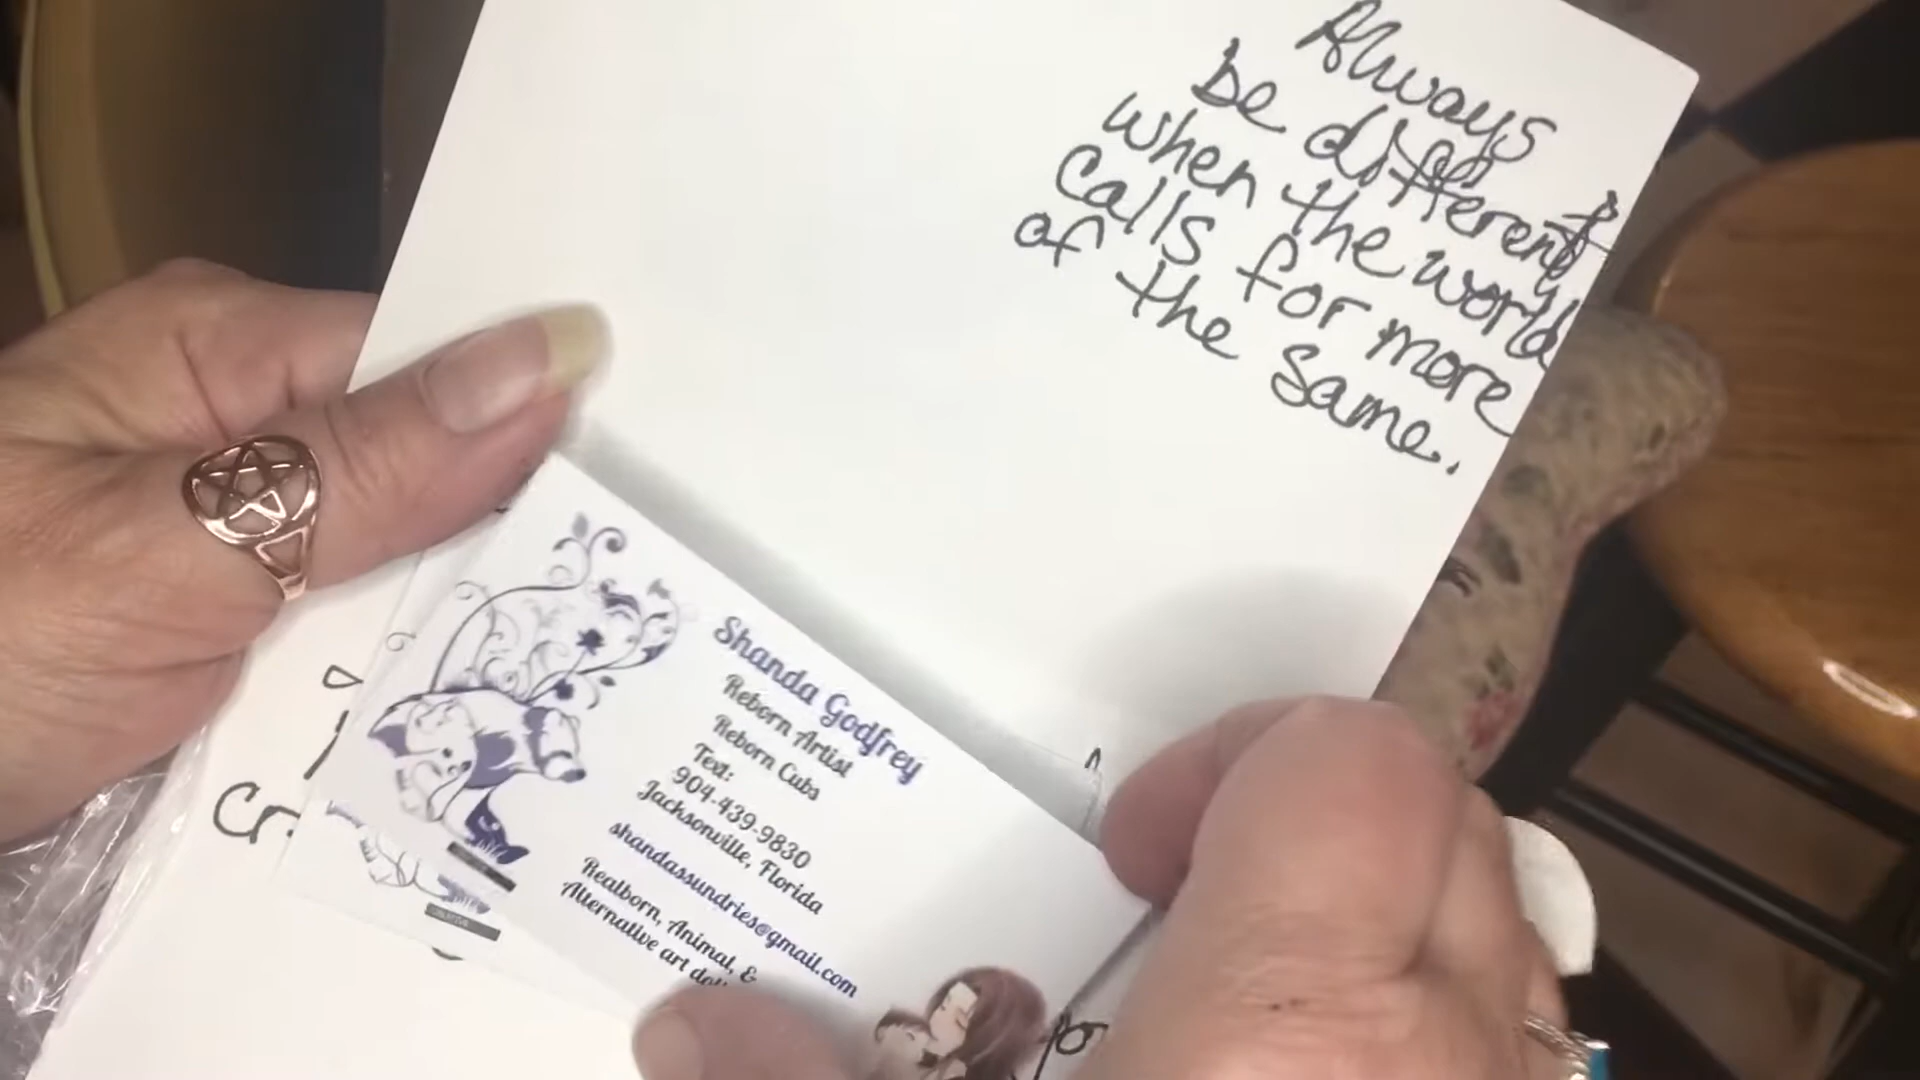 Always
be different
when the world
calls for more
of the same.
Shanda Godfrey
Reborn Artist
Reborn Cubs
Text:
904-439-9830
Jacksonville, Florida
shandassundries@gmail.com
Realborn, Animal, &
Alternative art
Cr